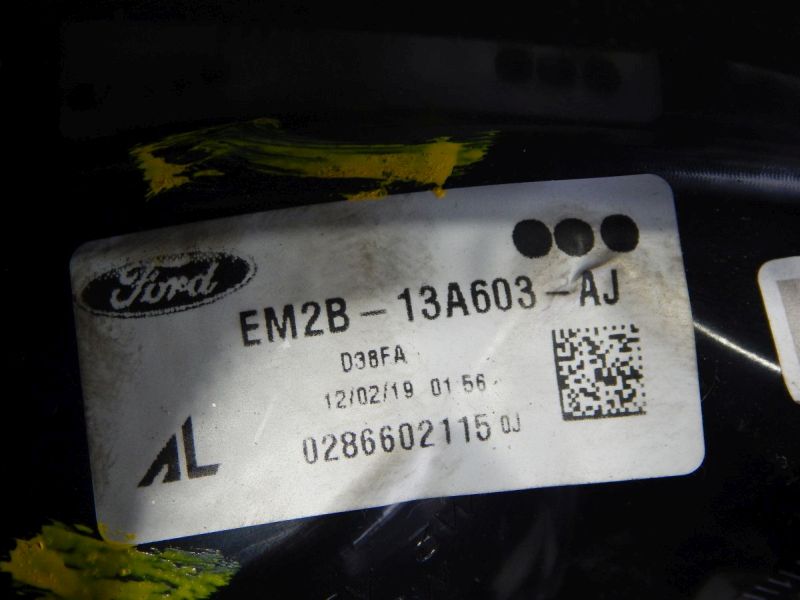 Ford
EM2B-13A603-AJ
D38FA
12/02/19 01:56
AL
0286602115 0J